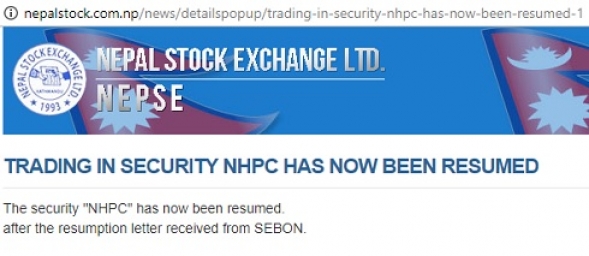 nepalstock.com.np/news/detailspopup/trading-in-security-nhpc-has-now-been-resumed-1
NEPAL STOCK EXCHANGE LTD.
NEPSE
NEPAL STOCK EXCHANGE LTD.
1993
TRADING IN SECURITY NHPC HAS NOW BEEN RESUMED
The security "NHPC" has now been resumed.
after the resumption letter received from SEBON.